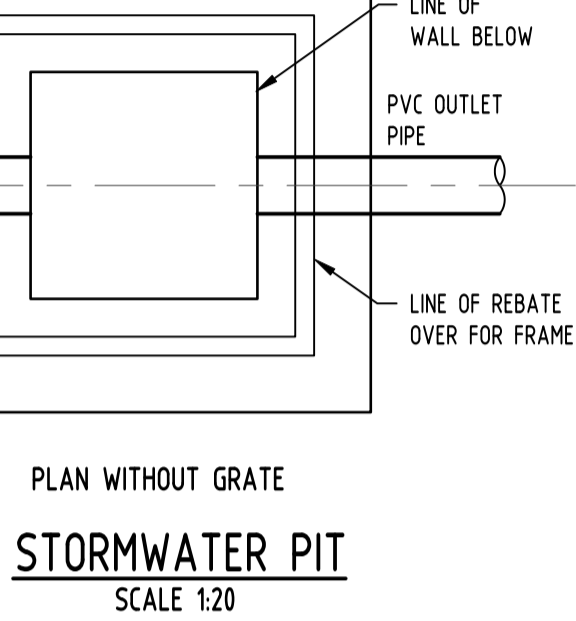 LINE OF
WALL BELOW
PVC OUTLET
PIPE
LINE OF REBATE
OVER FOR FRAME
PLAN WITHOUT GRATE
STORMWATER PIT
SCALE 1:20